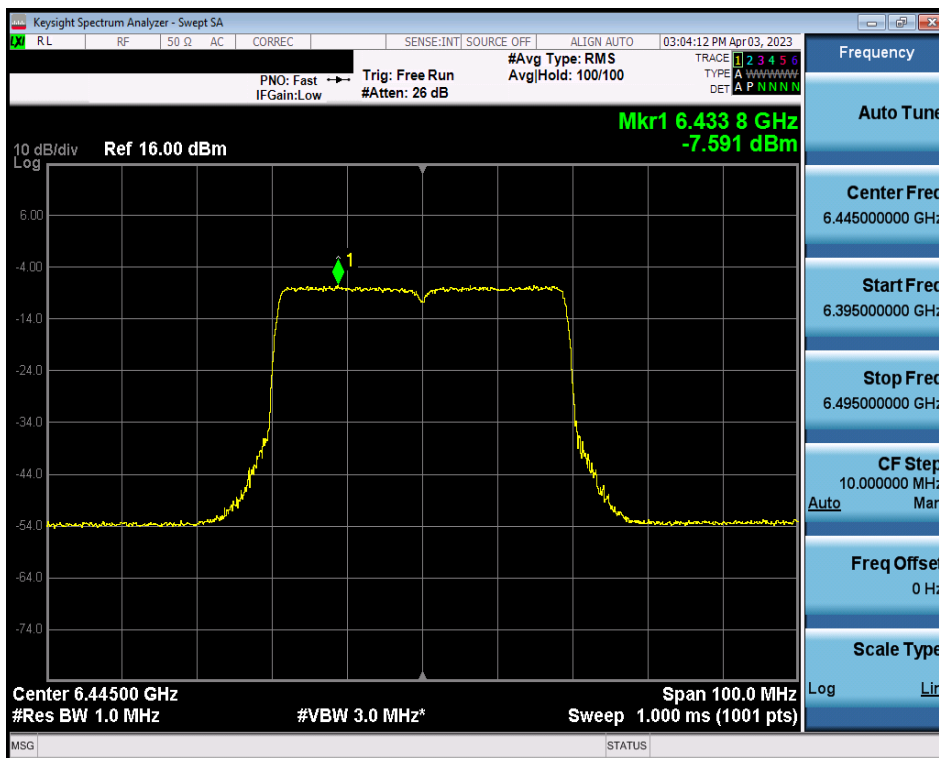 Keysight Spectrum Analyzer - Swept SA
LXI RL RF 50 Ω AC CORREC SENSE:INT SOURCE OFF ALIGN AUTO 03:04:12 PM Apr 03, 2023
#Avg Type: RMS TRACE 1 2 3 4 5 6
PNO: Fast Trig: Free Run Avg|Hold: 100/100 TYPE A WWWWW
IFGain:Low #Atten: 26 dB DET A P N N N N
Mkr1 6.433 8 GHz
-7.591 dBm
10 dB/div Ref 16.00 dBm
Log
6.00
1
-4.00
-14.0
-24.0
-34.0
-44.0
-54.0
-64.0
-74.0
Center 6.44500 GHz Span 100.0 MHz
#Res BW 1.0 MHz #VBW 3.0 MHz* Sweep 1.000 ms (1001 pts)
MSG STATUS
Frequency
Auto Tune
Center Freq
6.445000000 GHz
Start Freq
6.395000000 GHz
Stop Freq
6.495000000 GHz
CF Step
10.000000 MHz
Auto Man
Freq Offset
0 Hz
Scale Type
Log Lin